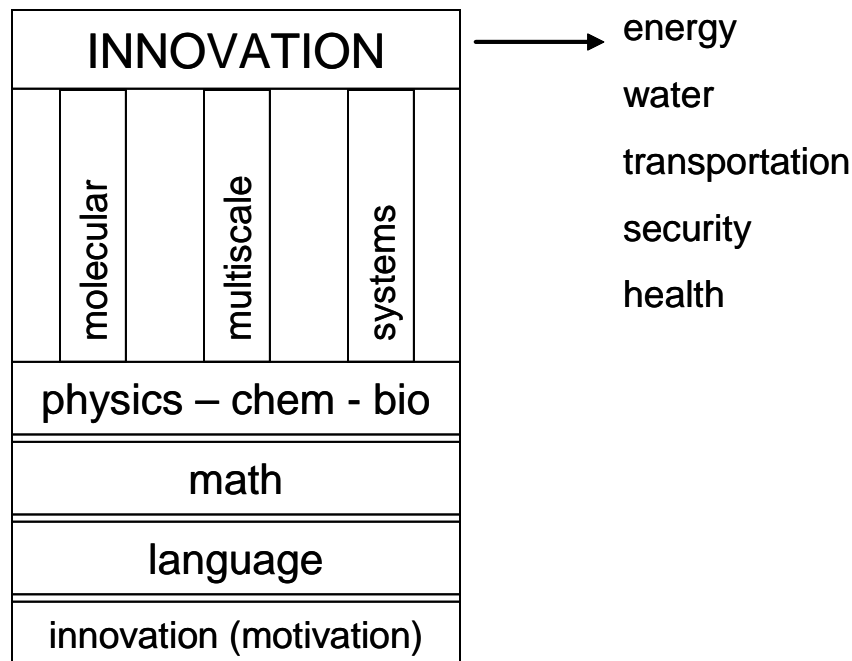 INNOVATION
energy
water
transportation
security
health
molecular
multiscale
systems
physics – chem - bio
math
language
innovation (motivation)